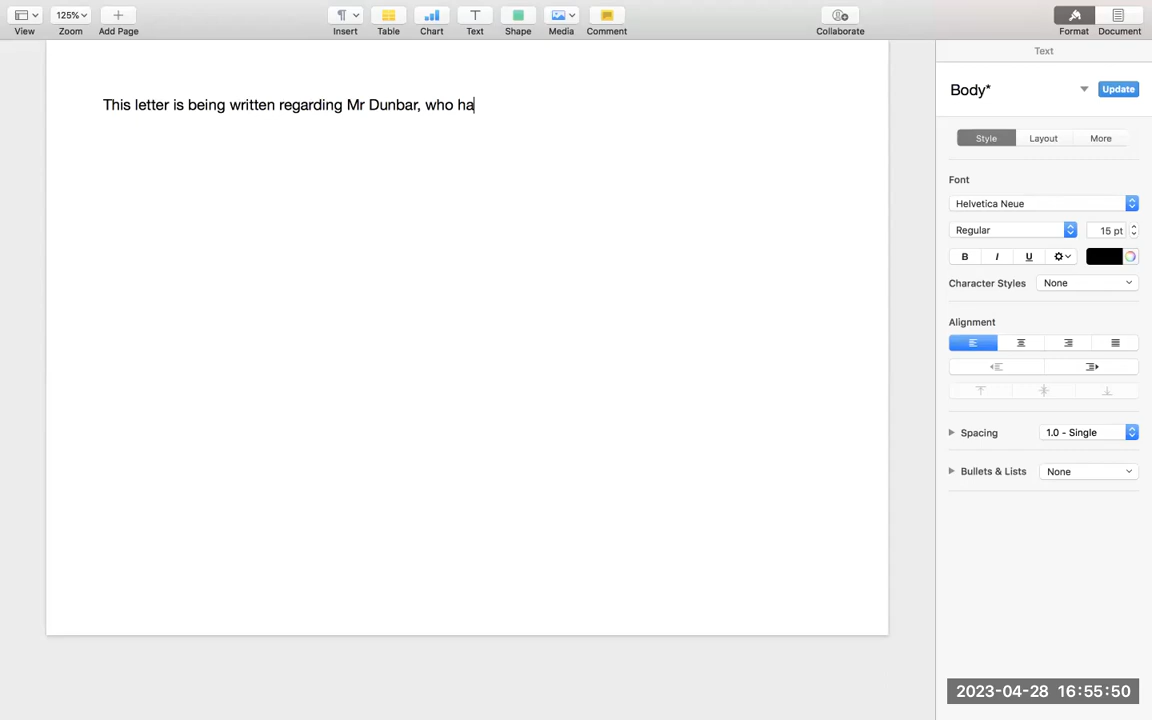 125%
View
Zoom
Add Page
Insert
Table
Chart
Text
Shape
Media
Comment
Collaborate
Format
Document
Text
This letter is being written regarding Mr Dunbar, who ha
Body*
Update
Style
Layout
More
Font
Helvetica Neue
Regular
15 pt
B I U
Character Styles
None
Alignment
Spacing
1.0 - Single
Bullets & Lists
None
2023-04-28 16:55:50